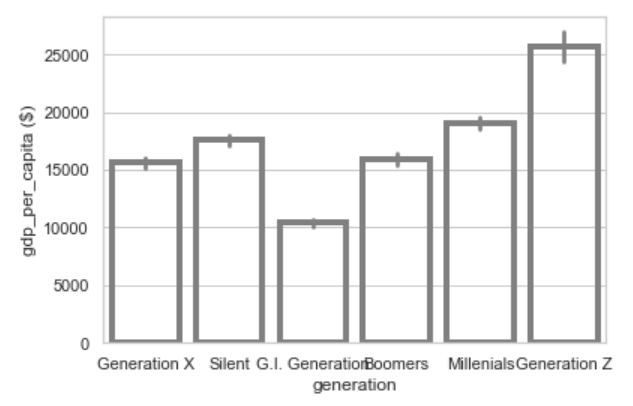 25000
20000
15000
10000
5000
0
gdp_per_capita ($)
Generation X Silent G.I. Generation Boomers Millenials Generation Z
generation